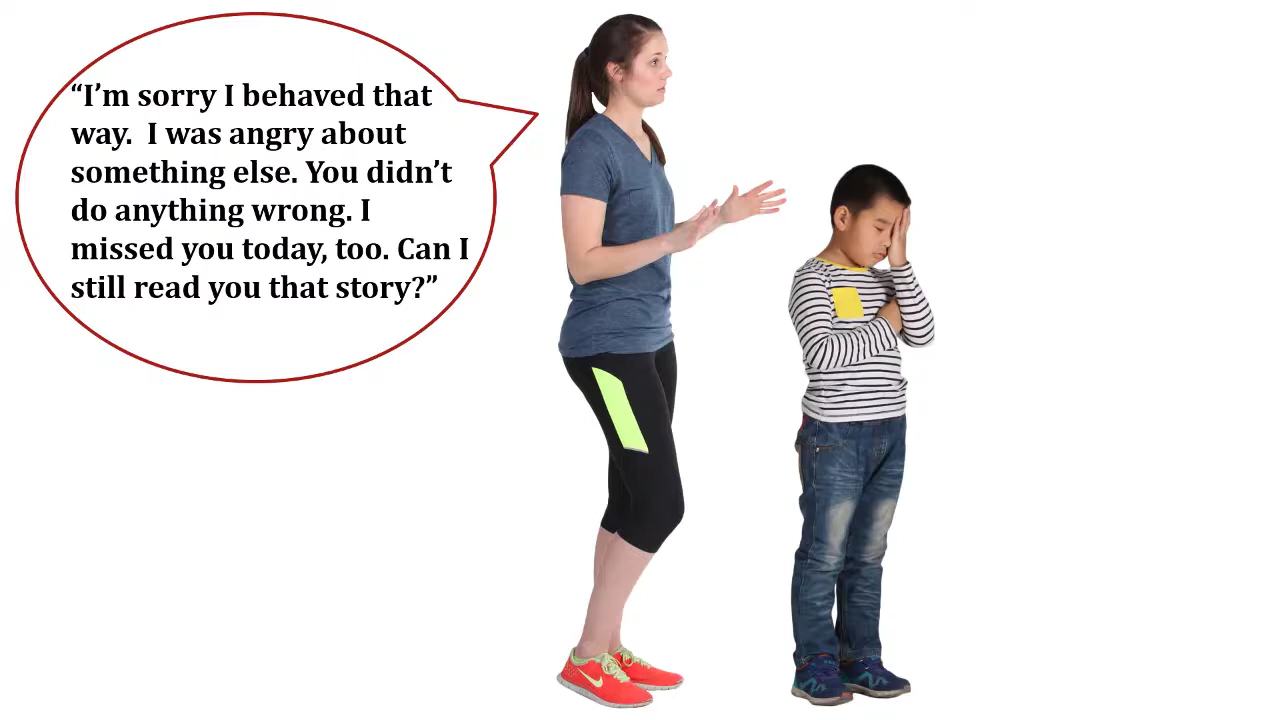 “I’m sorry I behaved that
way.  I was angry about
something else. You didn’t
do anything wrong. I
missed you today, too. Can I
still read you that story?”